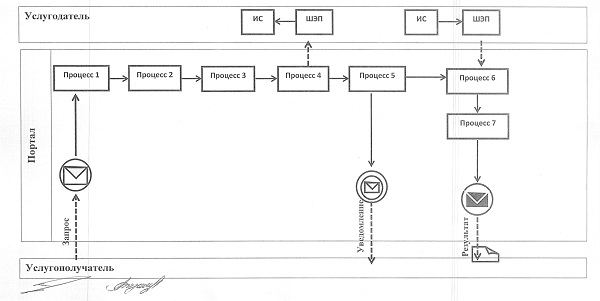 Услугодатель
ИС ШЭП ИС ШЭП
Портал
Процесс 1 Процесс 2 Процесс 3 Процесс 4 Процесс 5 Процесс 6
Процесс 7
Запрос
Уведомление
Результат
Услугополучатель